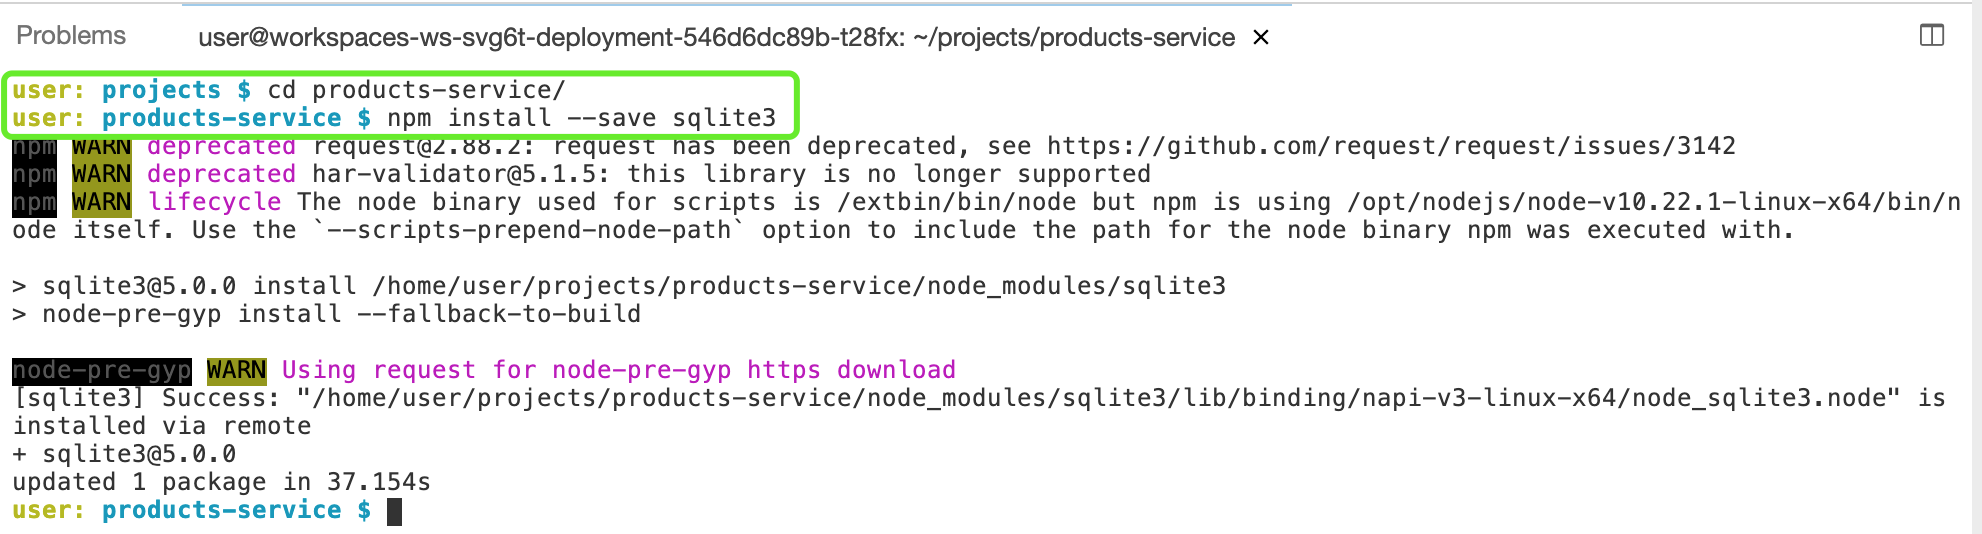 Problems
user@workspaces-ws-svg6t-deployment-546d6dc89b-t28fx: ~/projects/products-service ×
user: projects $ cd products-service/
user: products-service $ npm install --save sqlite3
npm WARN deprecated request@2.88.2: request has been deprecated, see https://github.com/request/request/issues/3142
npm WARN deprecated har-validator@5.1.5: this library is no longer supported
npm WARN lifecycle The node binary used for scripts is /extbin/bin/node but npm is using /opt/nodejs/node-v10.22.1-linux-x64/bin/n
ode itself. Use the `--scripts-prepend-node-path` option to include the path for the node binary npm was executed with.
> sqlite3@5.0.0 install /home/user/projects/products-service/node_modules/sqlite3
> node-pre-gyp install --fallback-to-build
node-pre-gyp WARN Using request for node-pre-gyp https download
[sqlite3] Success: "/home/user/projects/products-service/node_modules/sqlite3/lib/binding/napi-v3-linux-x64/node_sqlite3.node" is
installed via remote
+ sqlite3@5.0.0
updated 1 package in 37.154s
user: products-service $